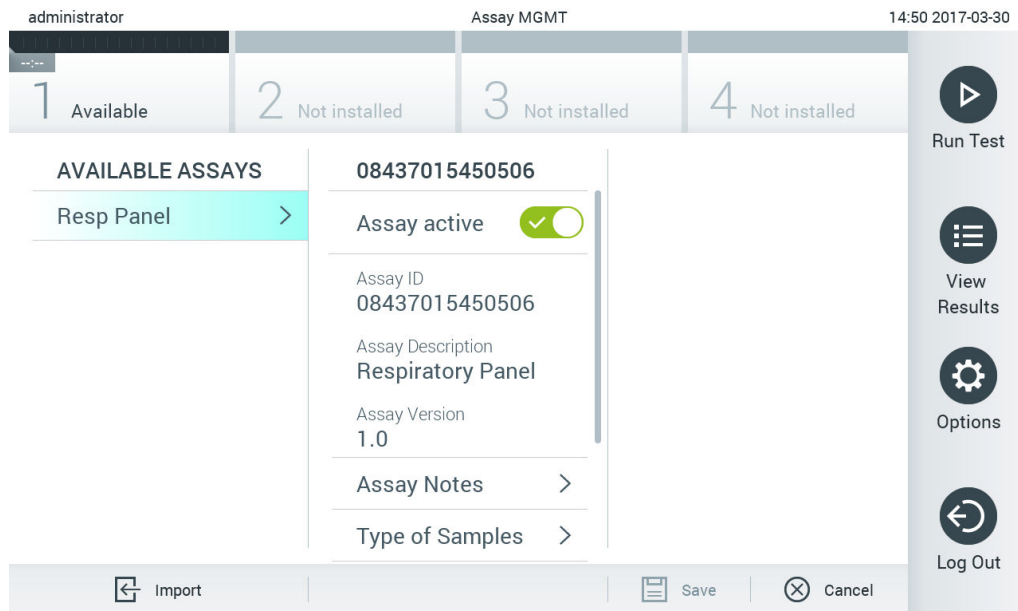 administrator
Assay MGMT
14:50 2017-03-30
--:--
1 Available
2 Not installed
3 Not installed
4 Not installed
Run Test
View
Results
Options
Log Out
AVAILABLE ASSAYS
Resp Panel
08437015450506
Assay active
Assay ID
08437015450506
Assay Description
Respiratory Panel
Assay Version
1.0
Assay Notes
Type of Samples
Import
Save
Cancel